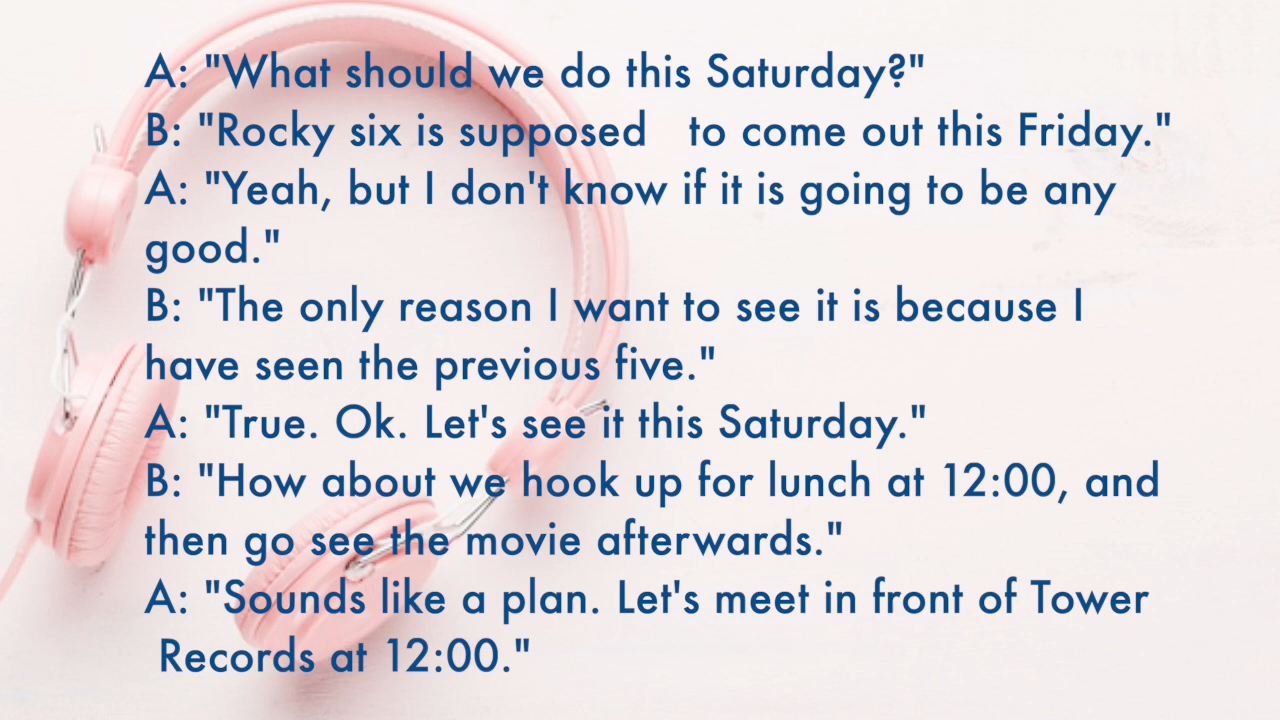 A: "What should we do this Saturday?"
B: "Rocky six is supposed   to come out this Friday."
A: "Yeah, but I don't know if it is going to be any
good."
B: "The only reason I want to see it is because I
have seen the previous five."
A: "True. Ok. Let's see it this Saturday."
B: "How about we hook up for lunch at 12:00, and
then go see the movie afterwards."
A: "Sounds like a plan. Let's meet in front of Tower
Records at 12:00."